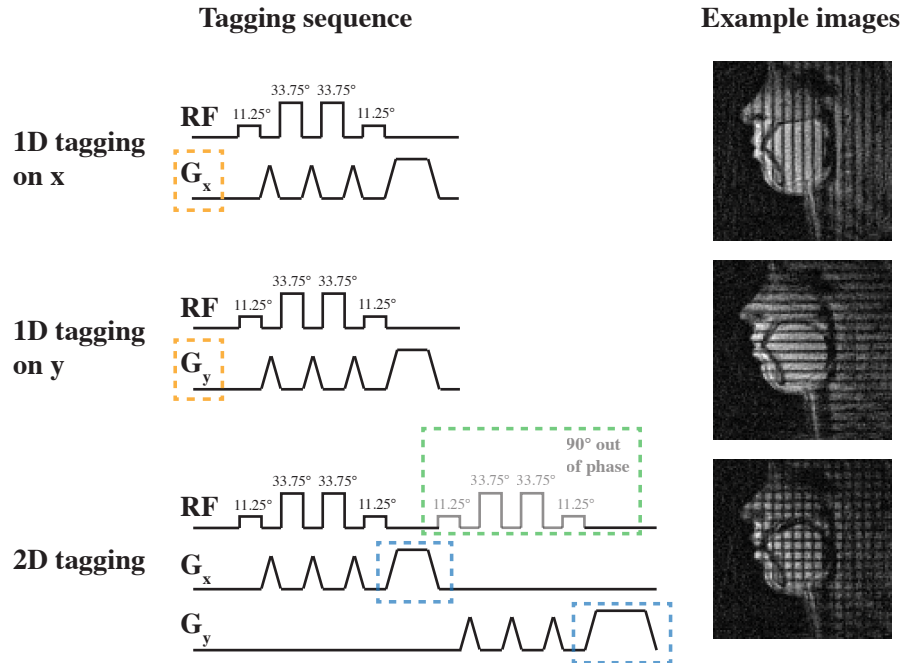 Tagging sequence
Example images
1D tagging
on x
RF
11.25°
33.75°
33.75°
11.25°
Gx
1D tagging
on y
RF
11.25°
33.75°
33.75°
11.25°
Gy
2D tagging
RF
11.25°
33.75°
33.75°
11.25°
11.25°
33.75°
33.75°
11.25°
90° out
of phase
Gx
Gy